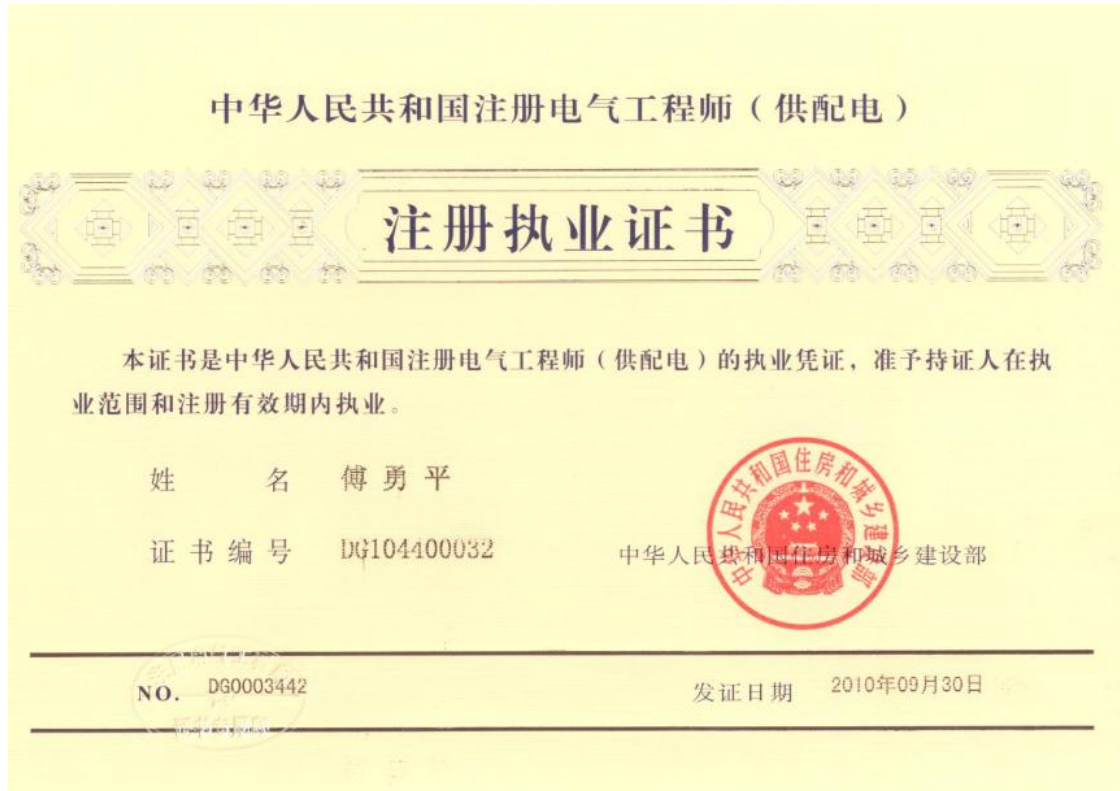 中华人民共和国注册电气工程师（供配电）
注册执业证书
本证书是中华人民共和国注册电气工程师（供配电）的执业凭证，准予持证人在执
业范围和注册有效期内执业。
姓 名 傅勇平
证书编号 DG104400032
中华人民共和国住房和城乡建设部
中华人民共和国住房和城乡建设部
NO. DG0003442
发证日期 2010年09月30日